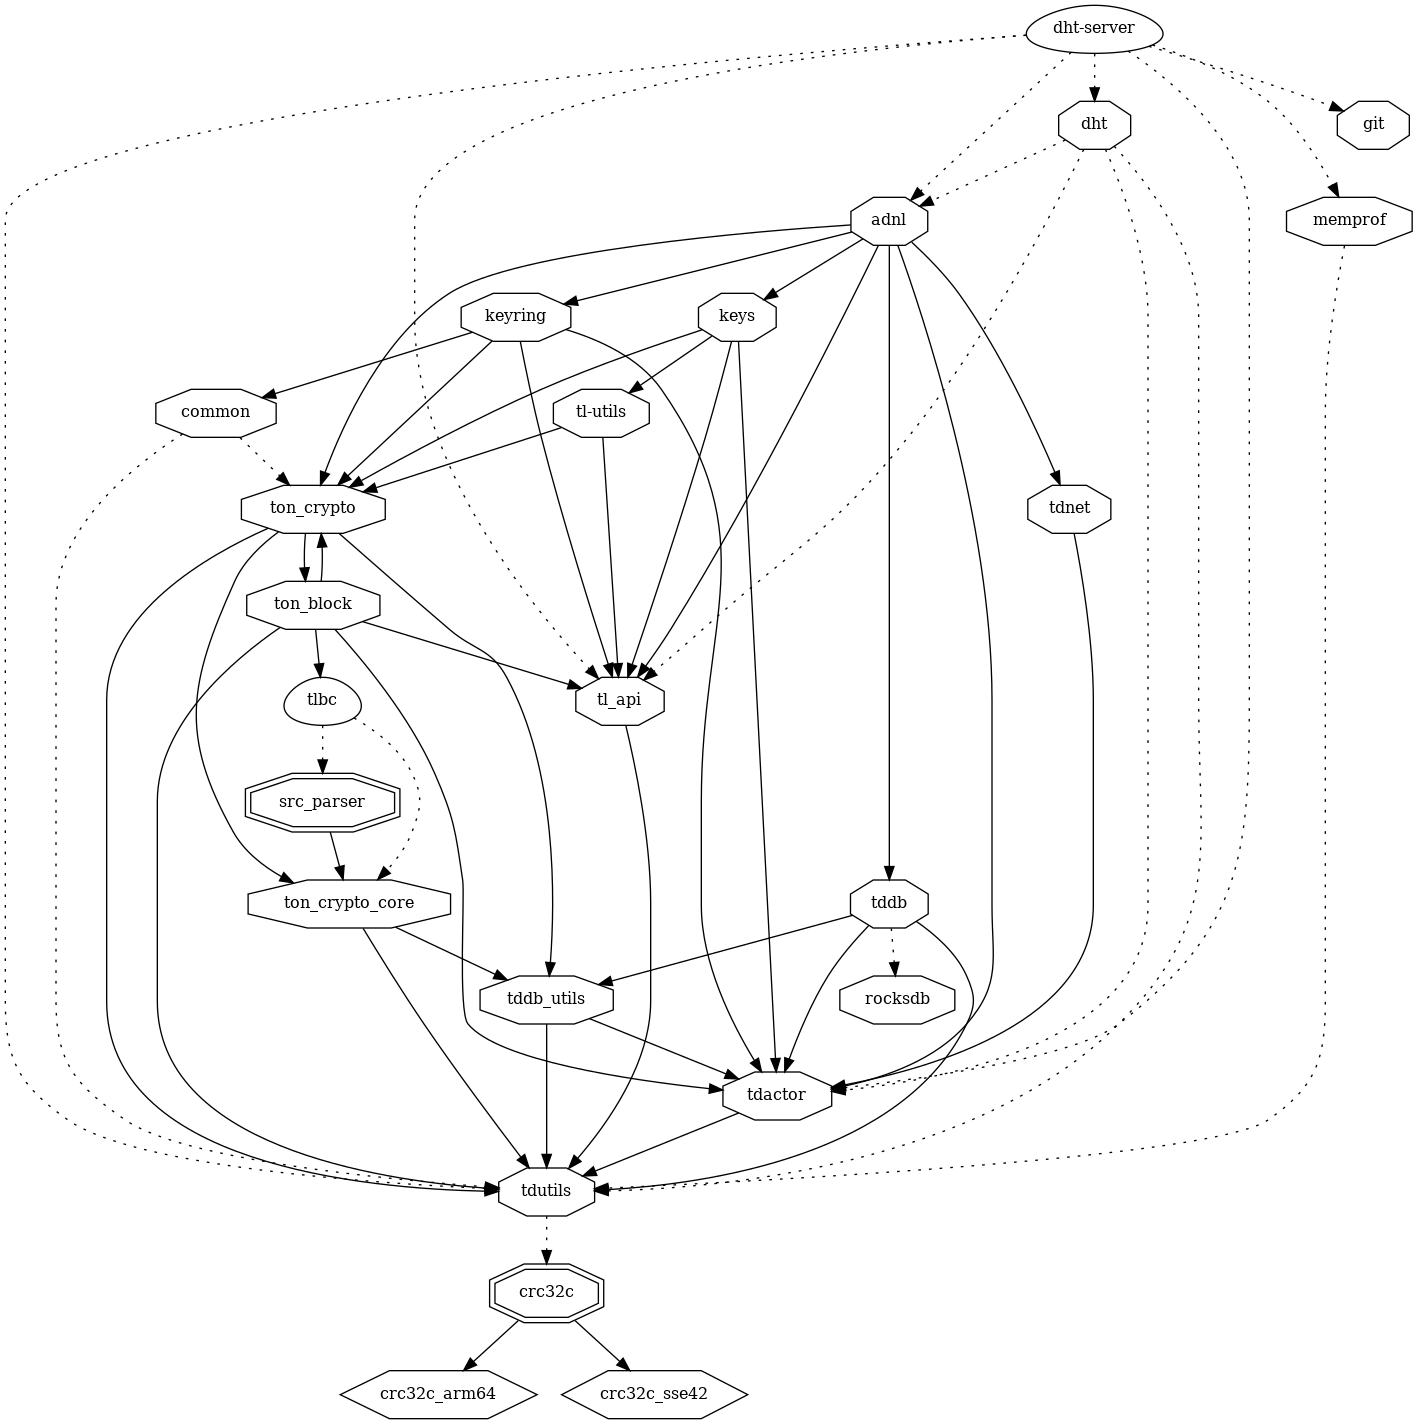 dht-server
dht
git
adnl
memprof
keyring
keys
common
tl-utils
ton_crypto
tdnet
ton_block
tlbc
tl_api
src_parser
ton_crypto_core
tddb
tddb_utils
rocksdb
tdactor
tdutils
crc32c
crc32c_arm64
crc32c_sse42